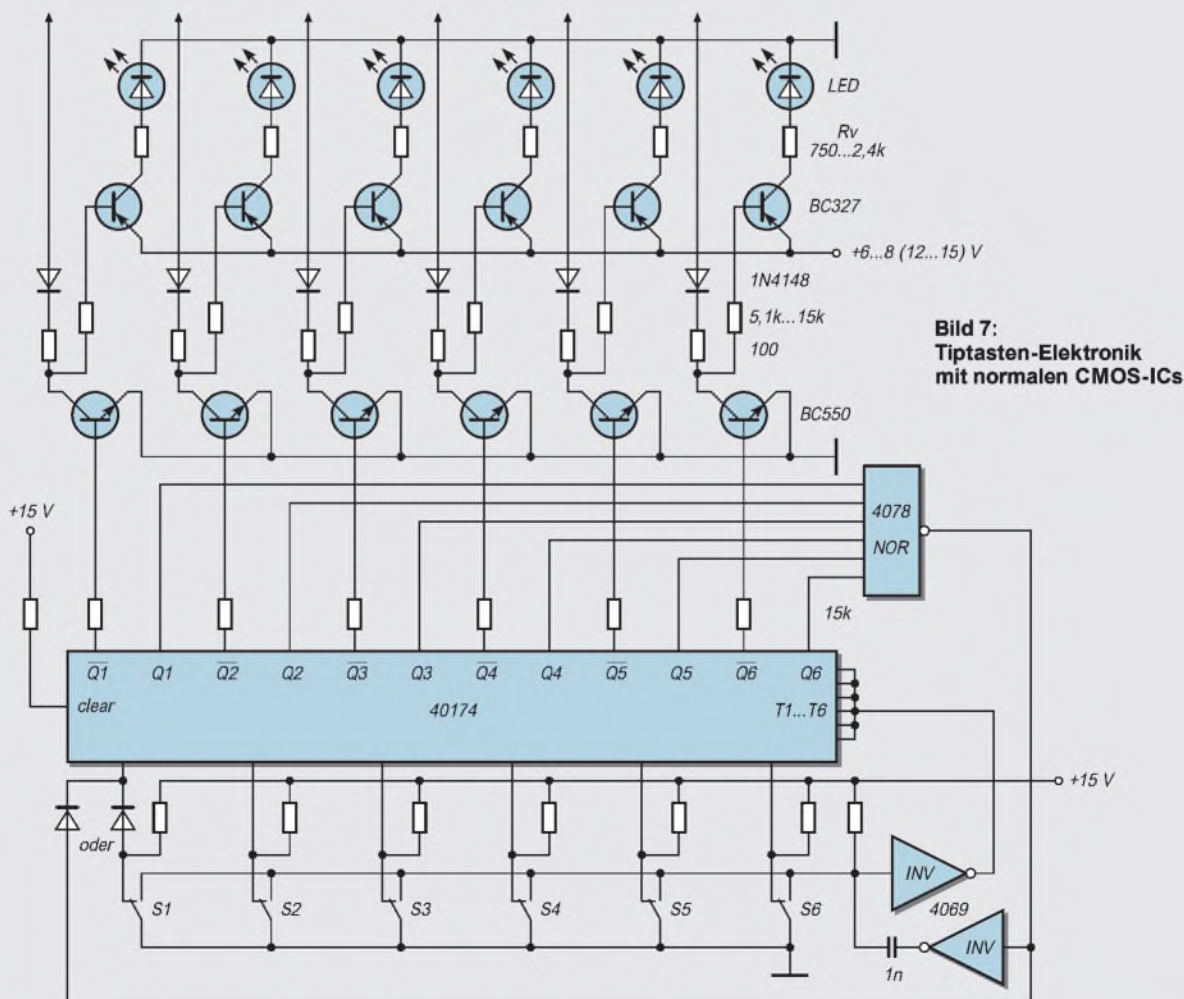 LED
Rv
750...2,4k
BC327
+6...8 (12...15) V
1N4148
5,1k...15k
100
Bild 7:
Tiptasten-Elektronik
mit normalen CMOS-ICs
BC550
+15 V
4078
NOR
15k
Q1 Q1 Q2 Q2 Q3 Q3 Q4 Q4 Q5 Q5 Q6 Q6
clear 40174 T1...T6
+15 V
oder
INV
S1 S2 S3 S4 S5 S6
4069
INV
1n